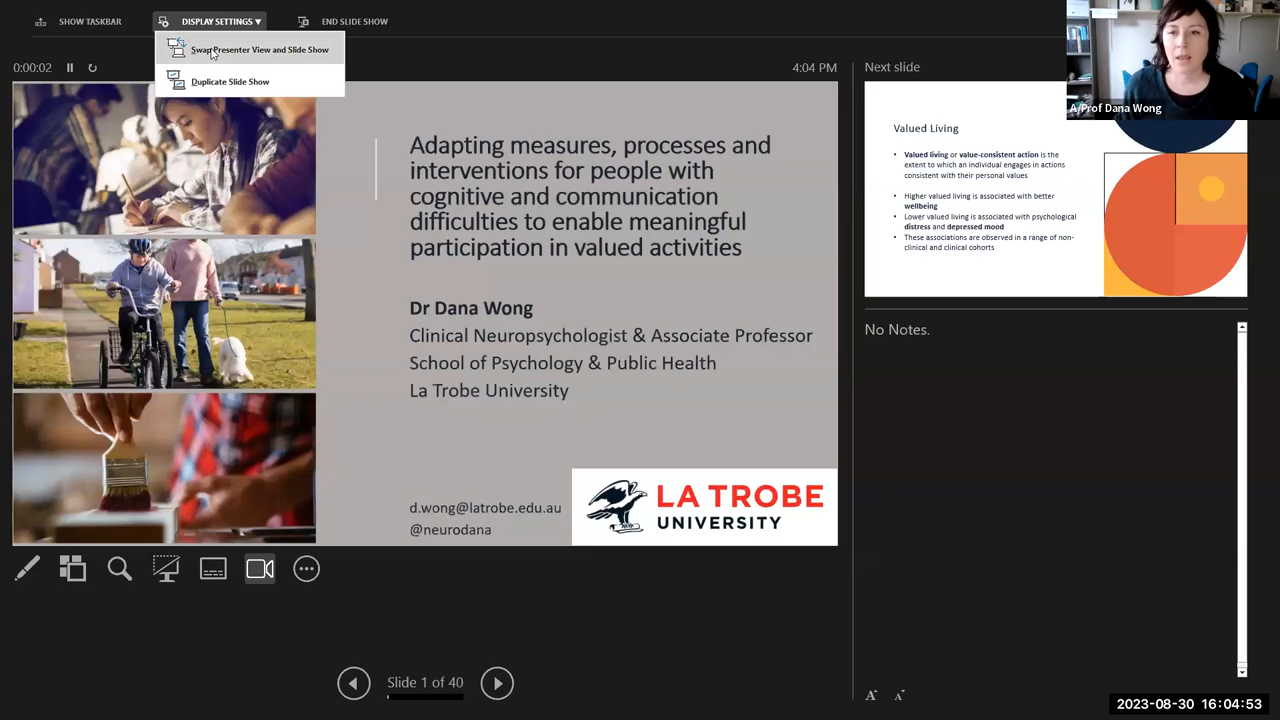 SHOW TASKBAR
DISPLAY SETTINGS ▼
END SLIDE SHOW
Swap Presenter View and Slide Show
Duplicate Slide Show
0:00:02
4:04 PM
Adapting measures, processes and
interventions for people with
cognitive and communication
difficulties to enable meaningful
participation in valued activities
Dr Dana Wong
Clinical Neuropsychologist & Associate Professor
School of Psychology & Public Health
La Trobe University
d.wong@latrobe.edu.au
@neurodana
LA TROBE
UNIVERSITY
Slide 1 of 40
Next slide
A/Prof Dana Wong
Valued Living
• Valued living or value-consistent action is the
extent to which an individual engages in actions
consistent with their personal values
• Higher valued living is associated with better
wellbeing
• Lower valued living is associated with psychological
distress and depressed mood
• These associations are observed in a range of non-
clinical and clinical cohorts
No Notes.
A A
2023-08-30 16:04:53